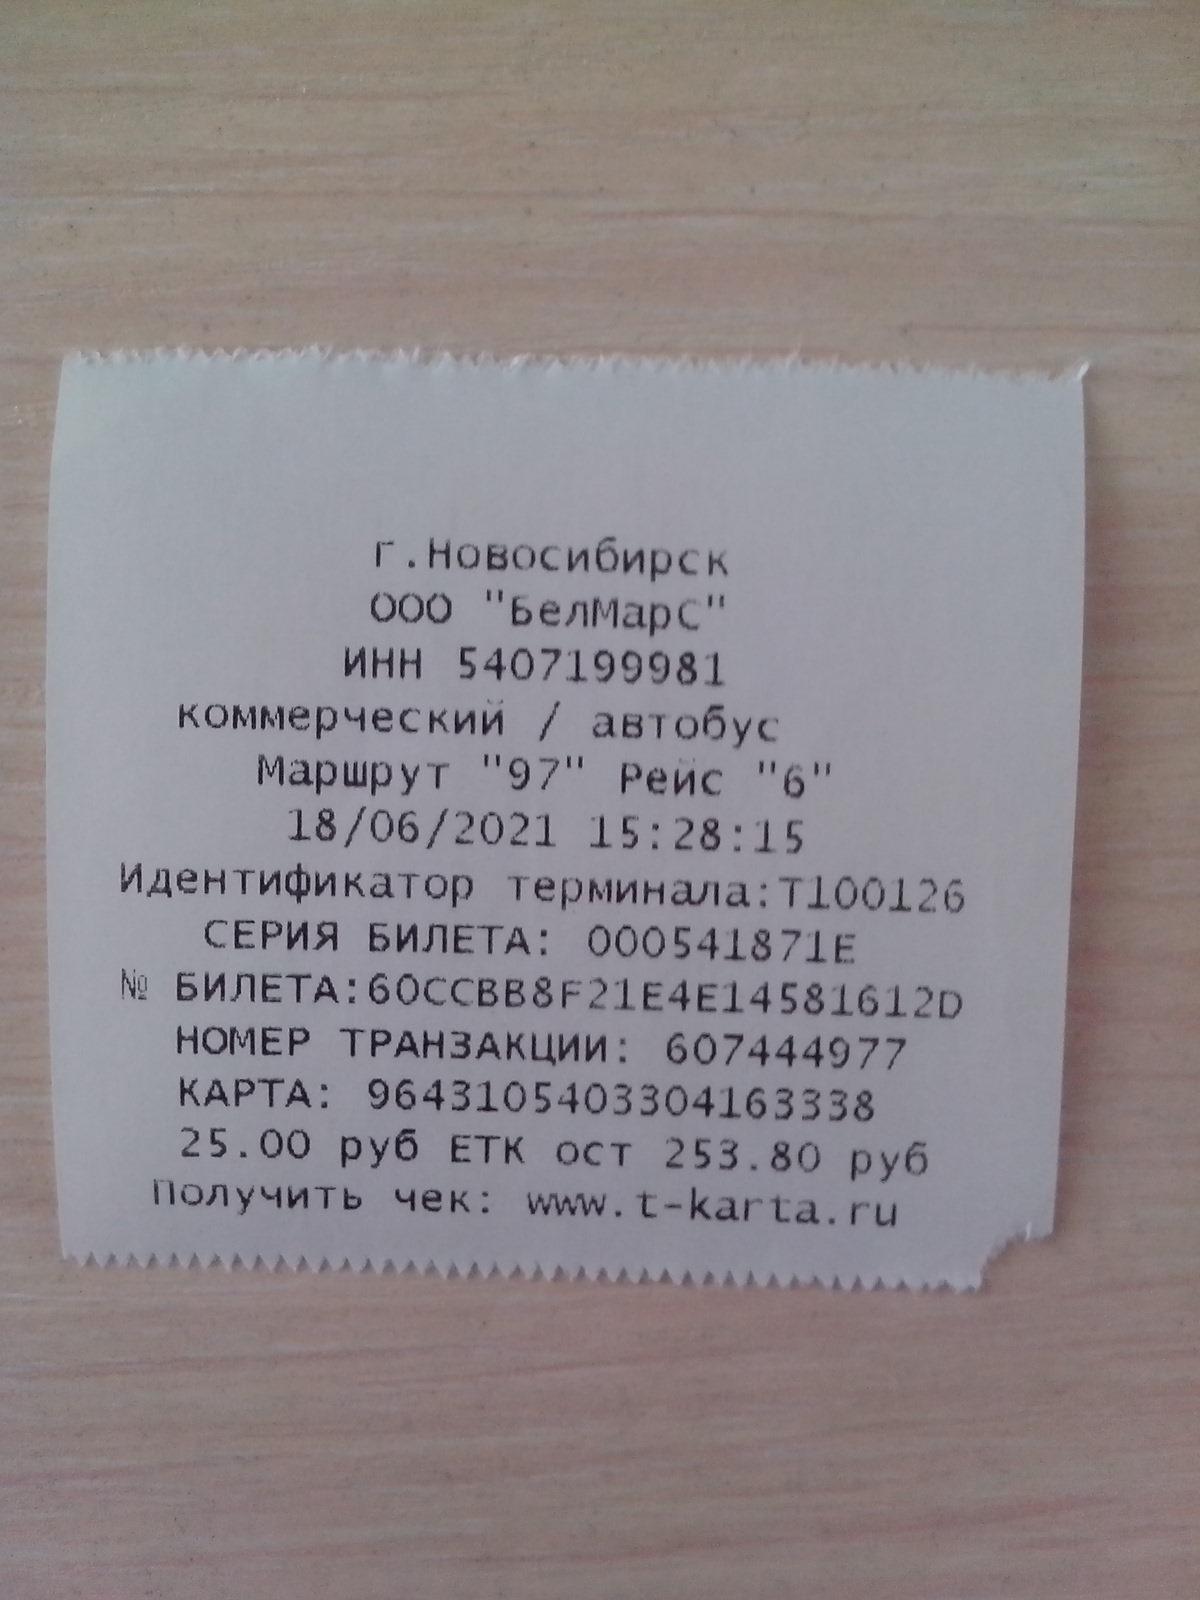 г.Новосибирск
ООО "БелМарС"
ИНН 5407199981
коммерческий / автобус
Маршрут "97" Рейс "6"
18/06/2021 15:28:15
Идентификатор терминала:Т100126
СЕРИЯ БИЛЕТА: 000541871E
№ БИЛЕТА:60CCBB8F21E4E14581612D
НОМЕР ТРАНЗАКЦИИ: 607444977
КАРТА: 9643105403304163338
25.00 руб ЕТК ост 253.80 руб
Получить чек: www.t-karta.ru